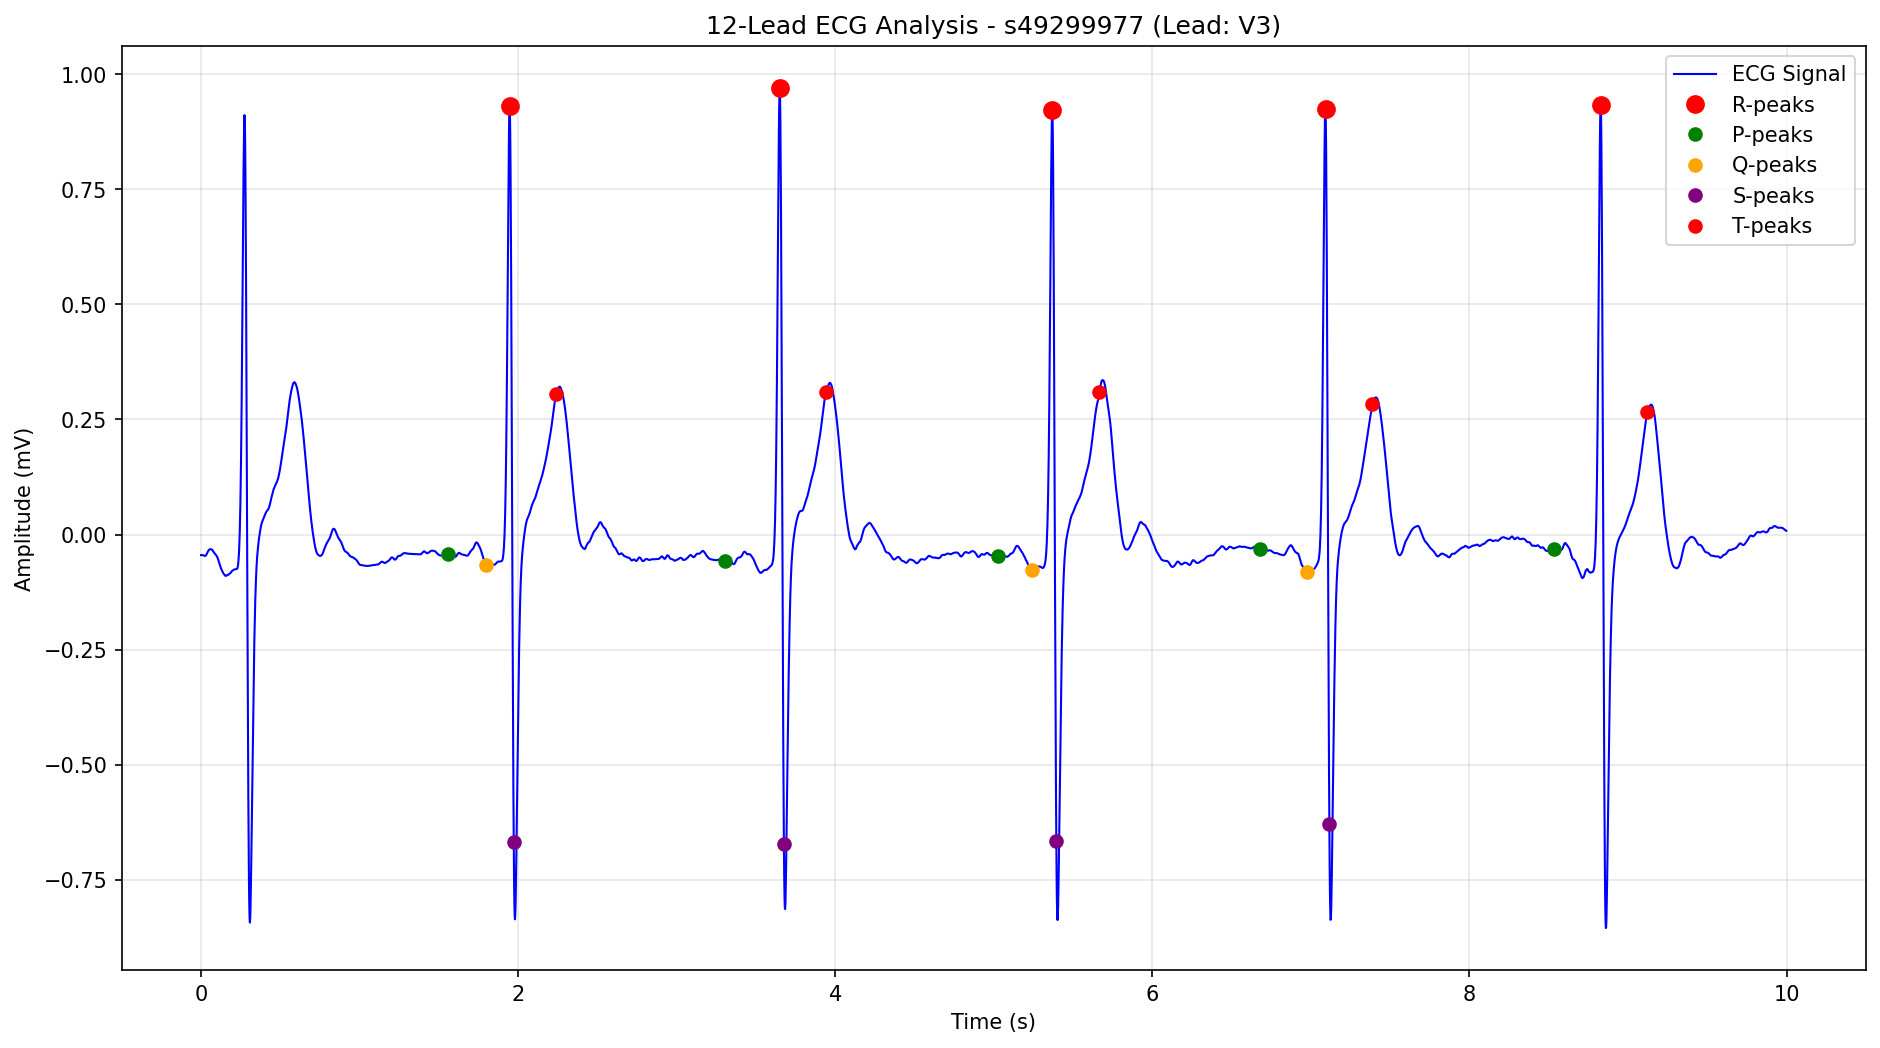 12-Lead ECG Analysis - s49299977 (Lead: V3)
ECG Signal
R-peaks
P-peaks
Q-peaks
S-peaks
T-peaks
Amplitude (mV)
1.00
0.75
0.50
0.25
0.00
−0.25
−0.50
−0.75
0
2
4
6
8
10
Time (s)